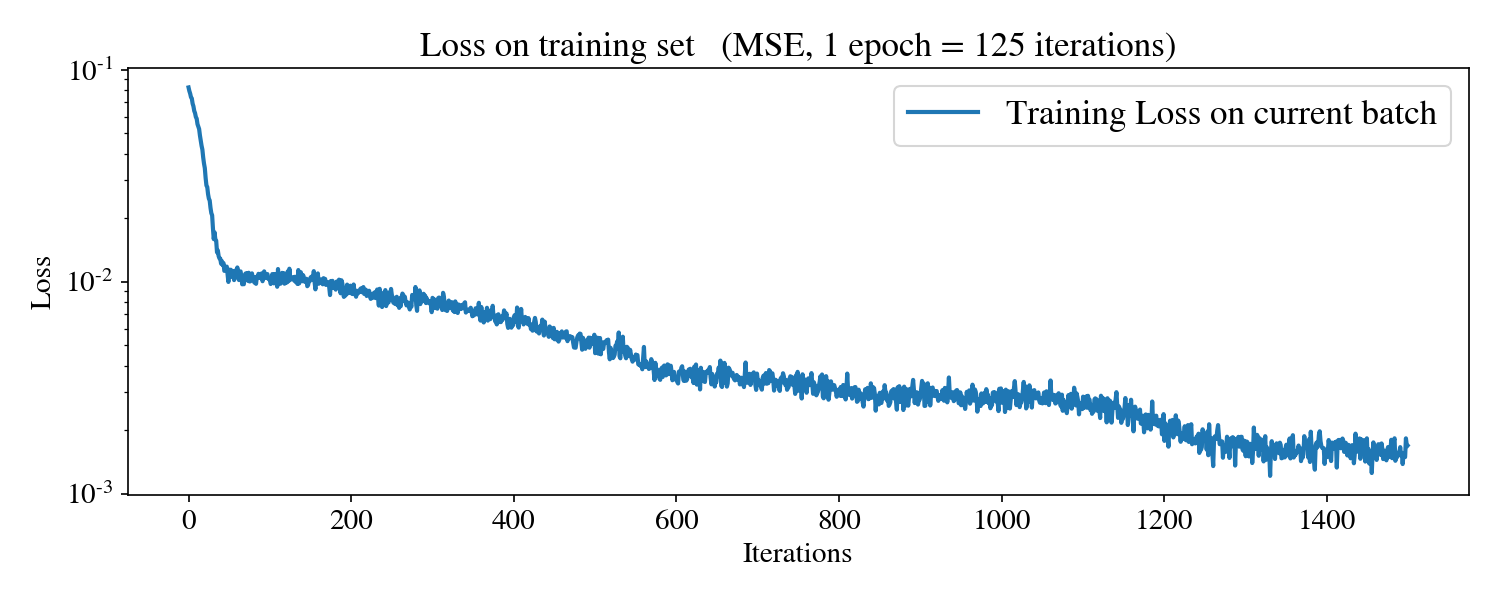 Loss on training set (MSE, 1 epoch = 125 iterations)
Training Loss on current batch
Loss
10⁻¹
10⁻²
10⁻³
0 200 400 600 800 1000 1200 1400
Iterations